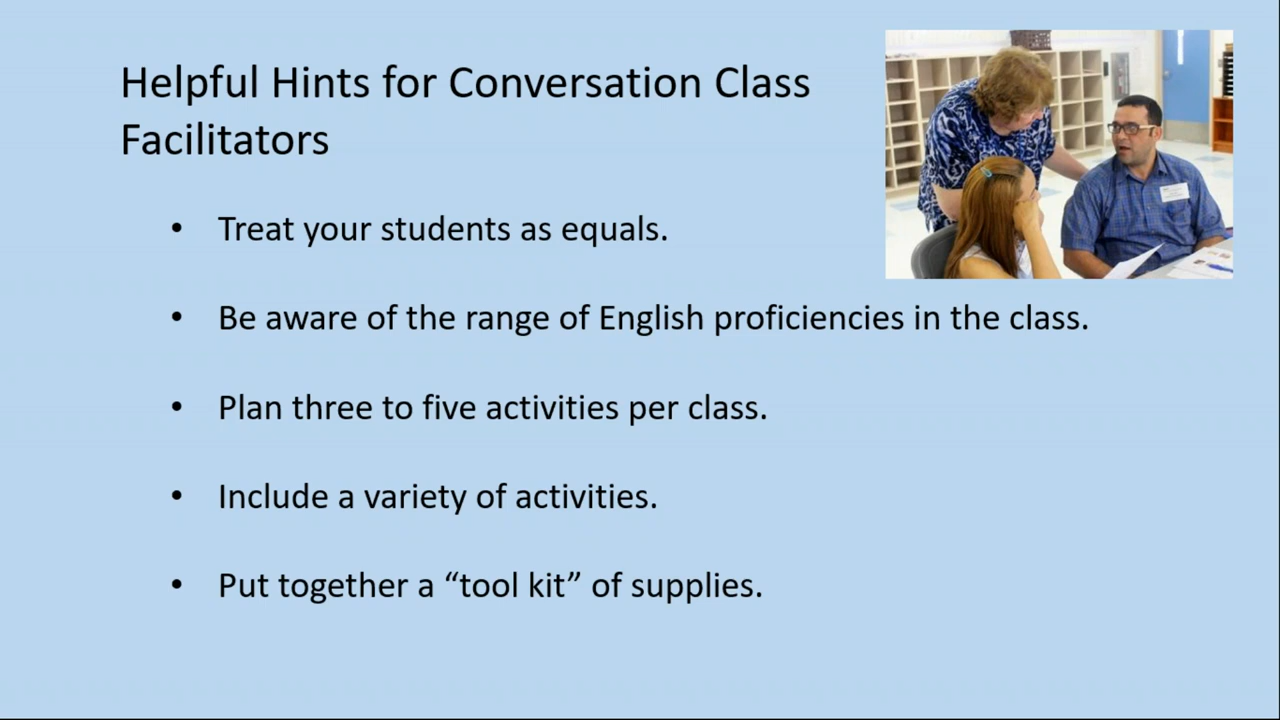 Helpful Hints for Conversation Class
Facilitators
• Treat your students as equals.
• Be aware of the range of English proficiencies in the class.
• Plan three to five activities per class.
• Include a variety of activities.
• Put together a “tool kit” of supplies.